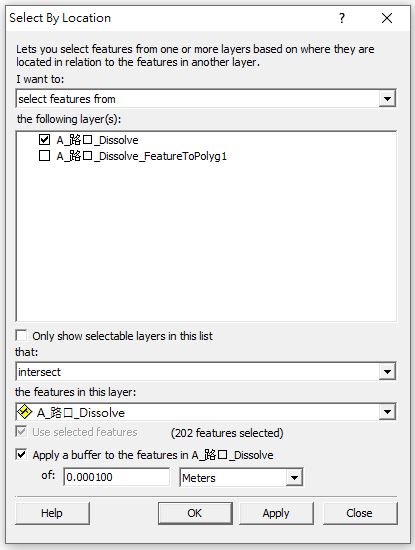 Select By Location
Lets you select features from one or more layers based on where they are
located in relation to the features in another layer.
I want to:
select features from
the following layer(s):
A_路口_Dissolve
A_路口_Dissolve_FeatureToPolyg1
Only show selectable layers in this list
that:
intersect
the features in this layer:
A_路口_Dissolve
Use selected features (202 features selected)
Apply a buffer to the features in A_路口_Dissolve
of: 0.000100 Meters
Help OK Apply Close